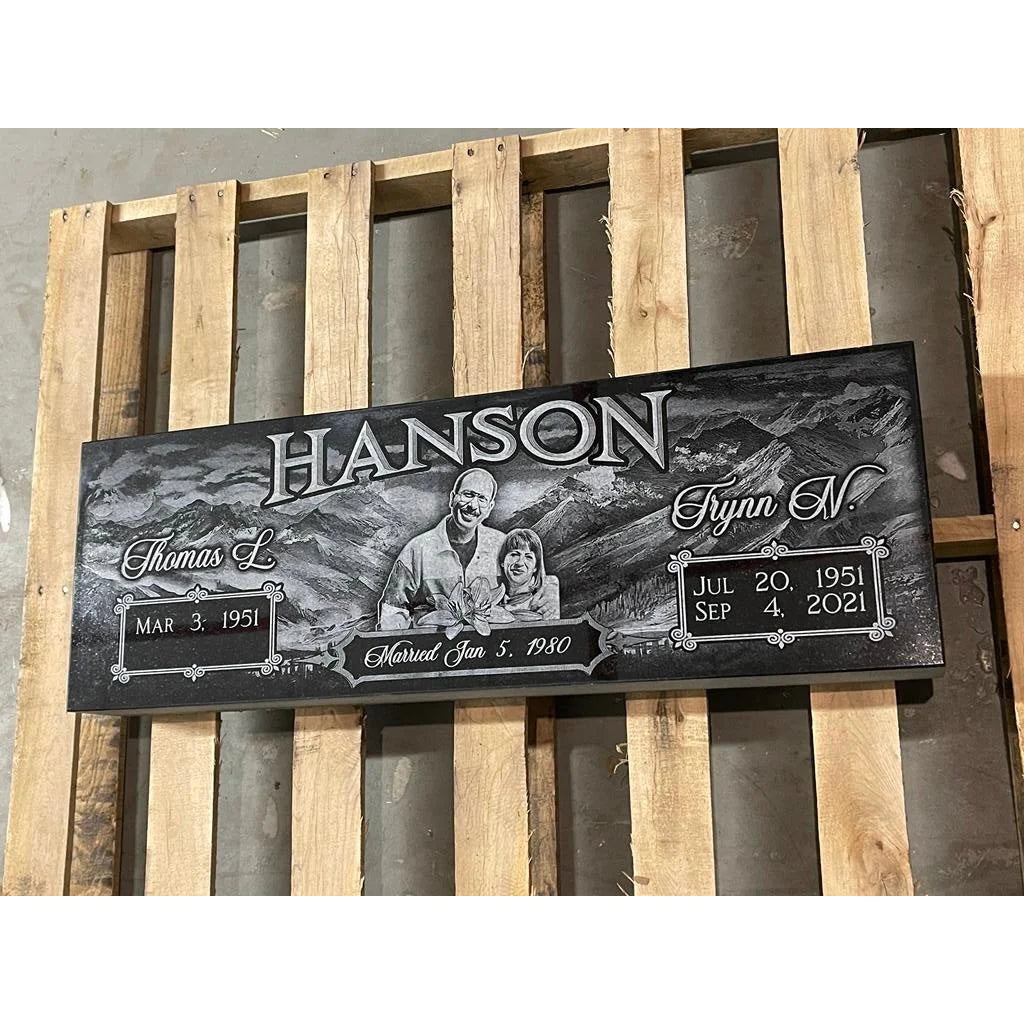 HANSON
Thomas L.
Trynn N.
Mar 3, 1951
Jul 20, 1951
Sep 4, 2021
Married Jan 5, 1980